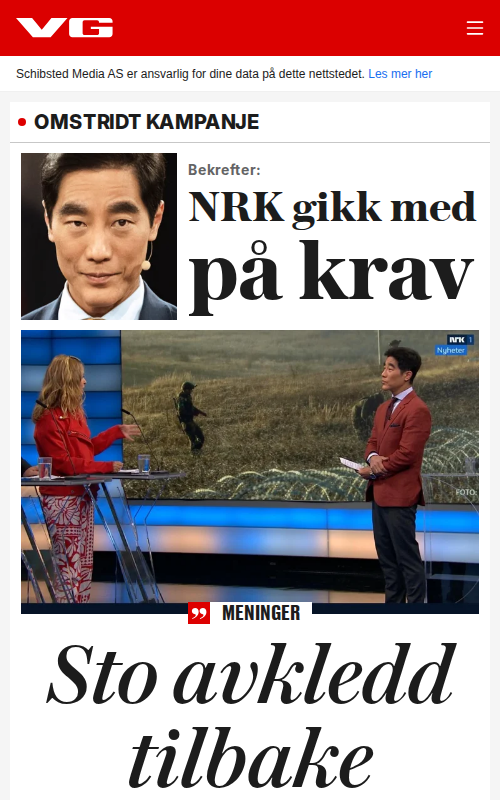 VG
Schibsted Media AS er ansvarlig for dine data på dette nettstedet. Les mer her
OMSTRIDT KAMPANJE
Bekrefter:
NRK gikk med
på krav
NRK 1
Nyheter
FOTO:
MENINGER
Sto avkledd
tilbake